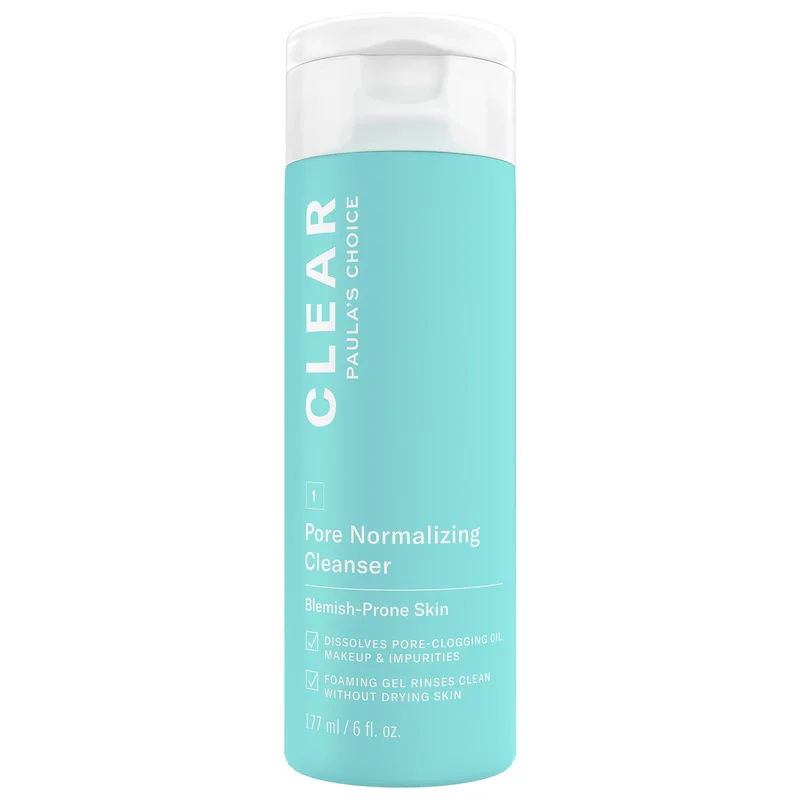 CLEAR
PAULA'S CHOICE
1
Pore Normalizing
Cleanser
Blemish-Prone Skin
DISSOLVES PORE-CLOGGING OIL,
MAKEUP & IMPURITIES
FOAMING GEL RINSES CLEAN
WITHOUT DRYING SKIN
177 ml / 6 fl. oz.